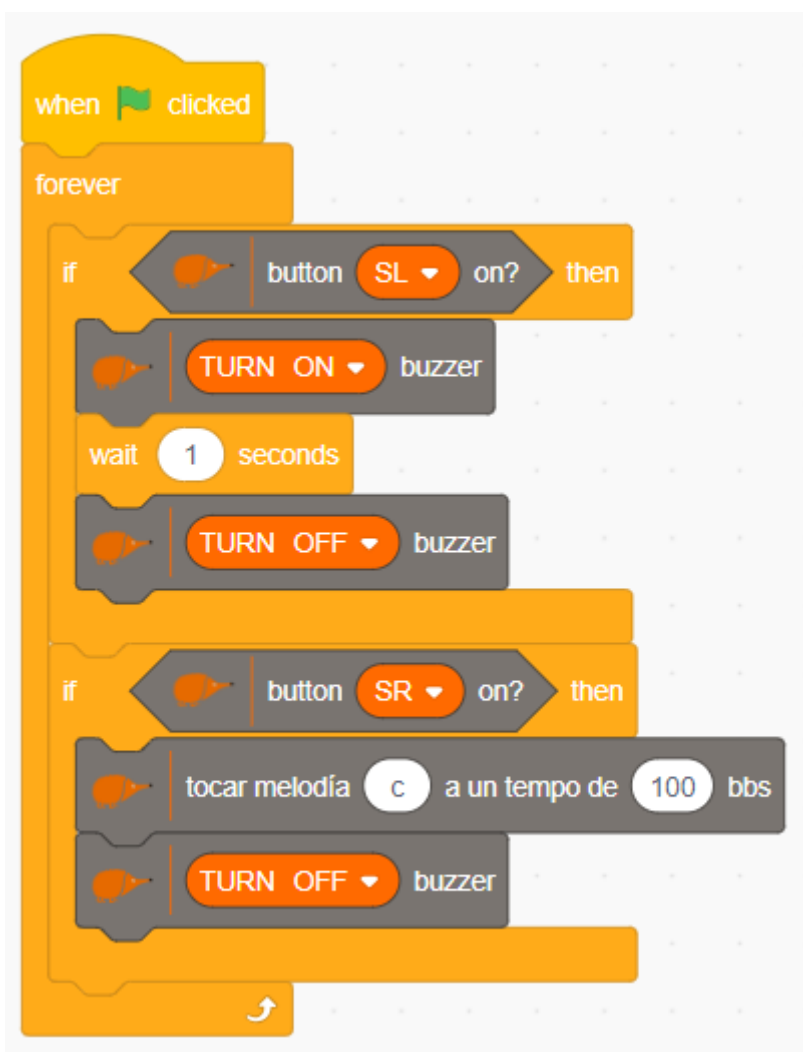 when clicked
forever
if button SL on? then
TURN ON buzzer
wait 1 seconds
TURN OFF buzzer
if button SR on? then
tocar melodía c a un tempo de 100 bbs
TURN OFF buzzer